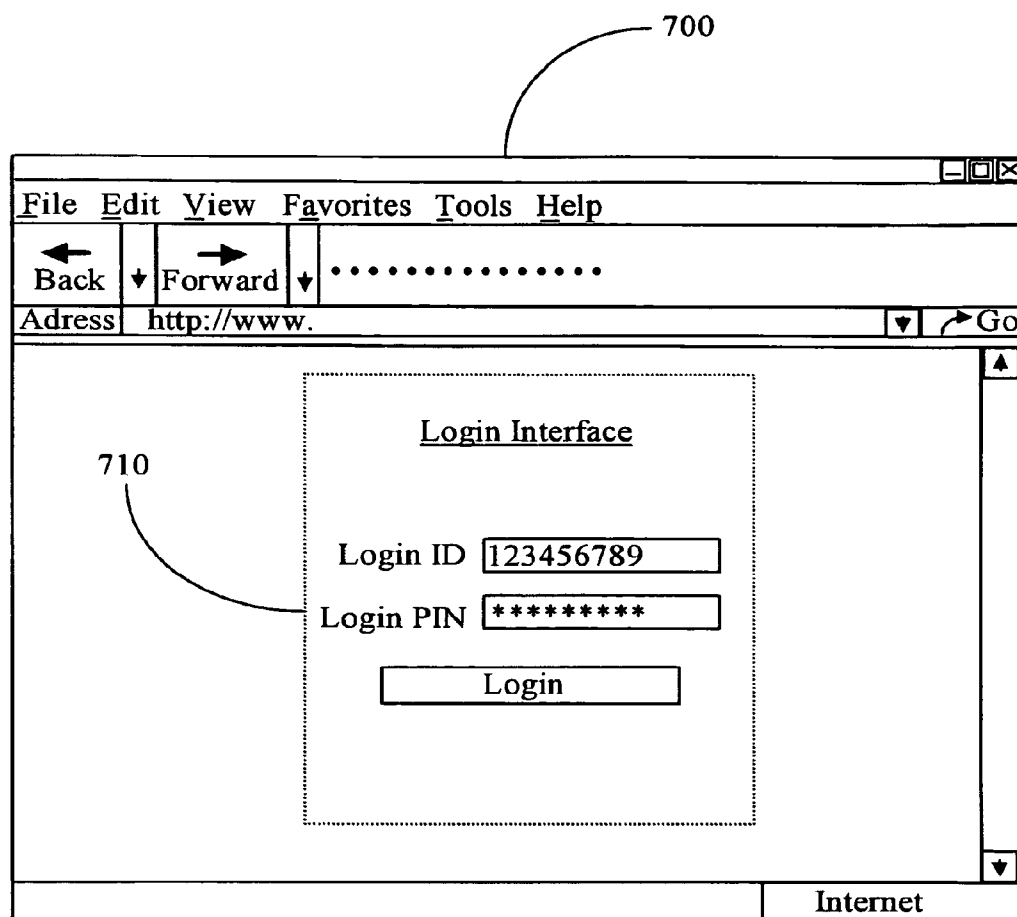 700
File Edit View Favorites Tools Help
Back Forward ...............
Adress http://www. Go
Login Interface
710
Login ID 123456789
Login PIN *********
Login
Internet